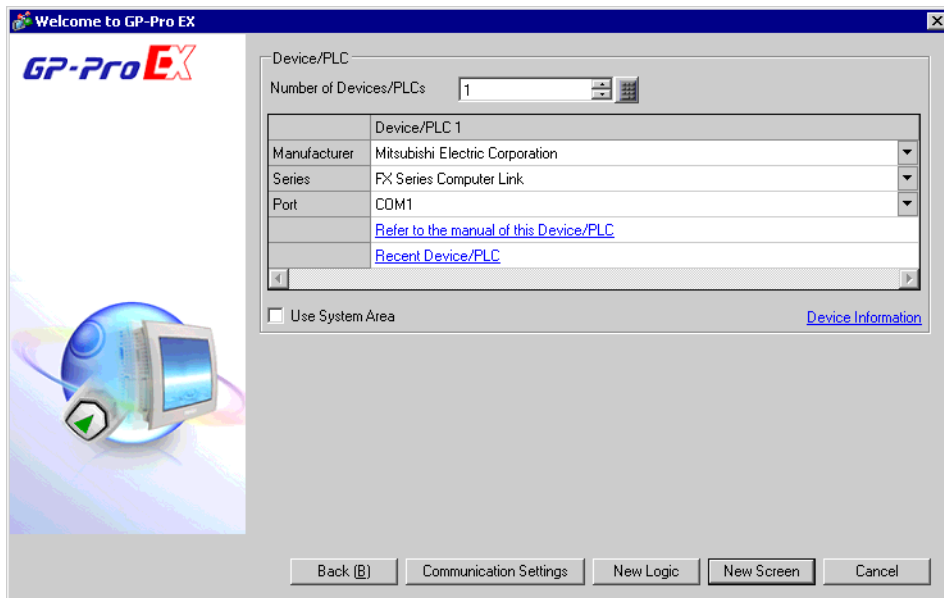 Welcome to GP-Pro EX
GP-Pro EX
Device/PLC
Number of Devices/PLCs 1
Device/PLC 1
Manufacturer Mitsubishi Electric Corporation
Series FX Series Computer Link
Port COM1
Refer to the manual of this Device/PLC
Recent Device/PLC
Use System Area Device Information
Back (B) Communication Settings New Logic New Screen Cancel